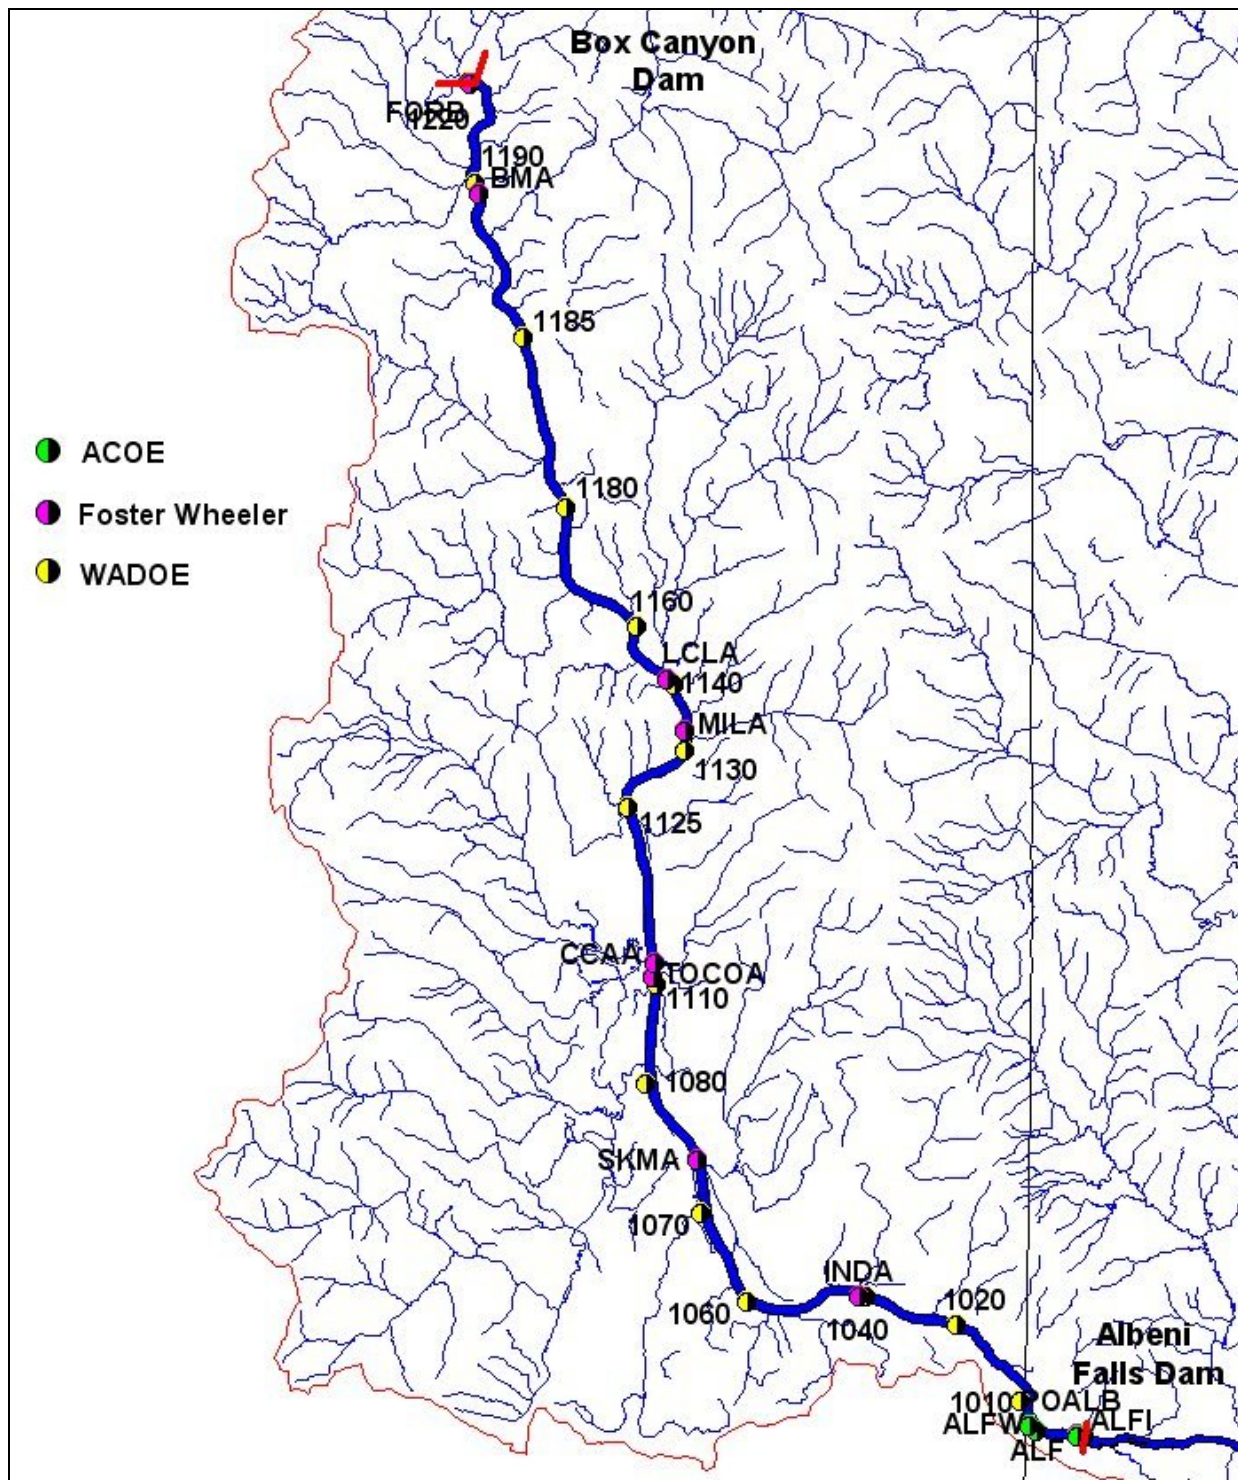 Box Canyon
Dam
FORB
1220
1190
BMA
1185
ACOE
1180
Foster Wheeler
WADOE
1160
LCLA
1140
MILA
1130
1125
CCAA
TOCOA
1110
1080
SKMA
1070
INDA
1020
1060
1040
Albeni
Falls Dam
1010
POALB
ALFW
ALFI
ALF